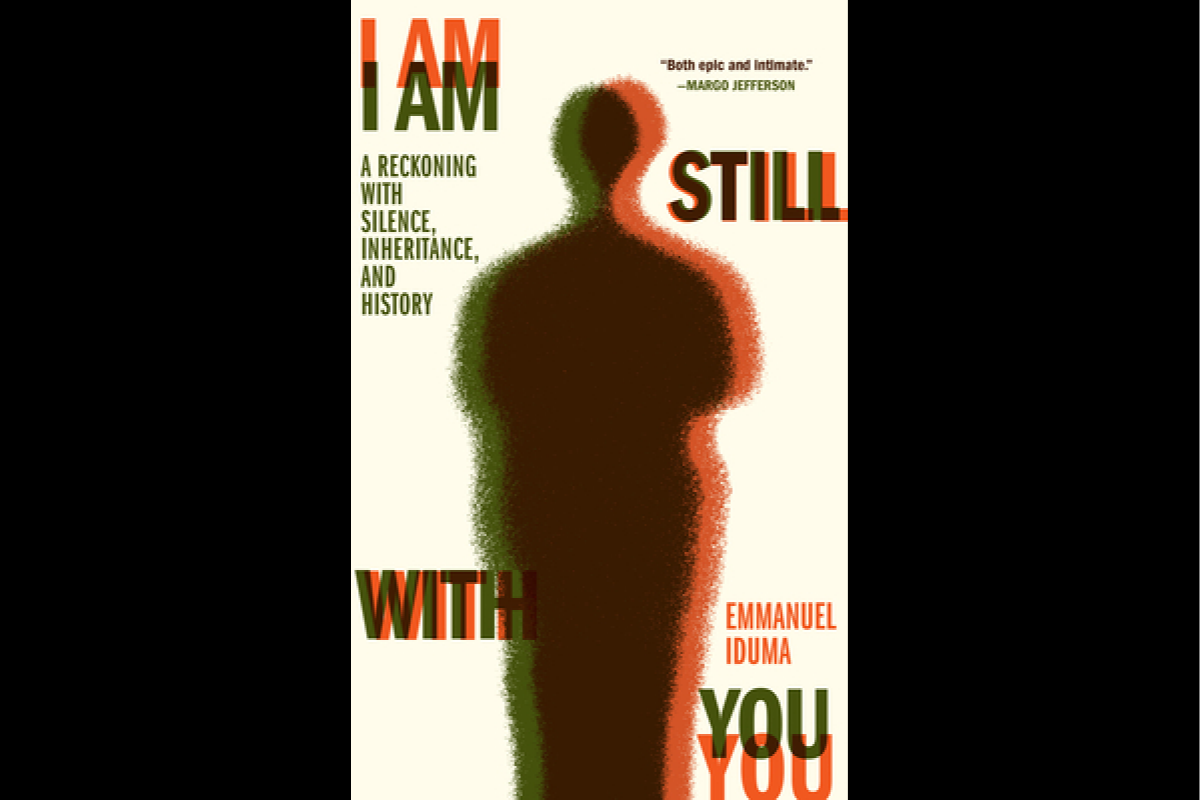 I AM
I AM
"Both epic and intimate."
—MARGO JEFFERSON
STILL
A RECKONING
WITH
SILENCE,
INHERITANCE,
AND
HISTORY
WITH
EMMANUEL
IDUMA
YOU
YOU